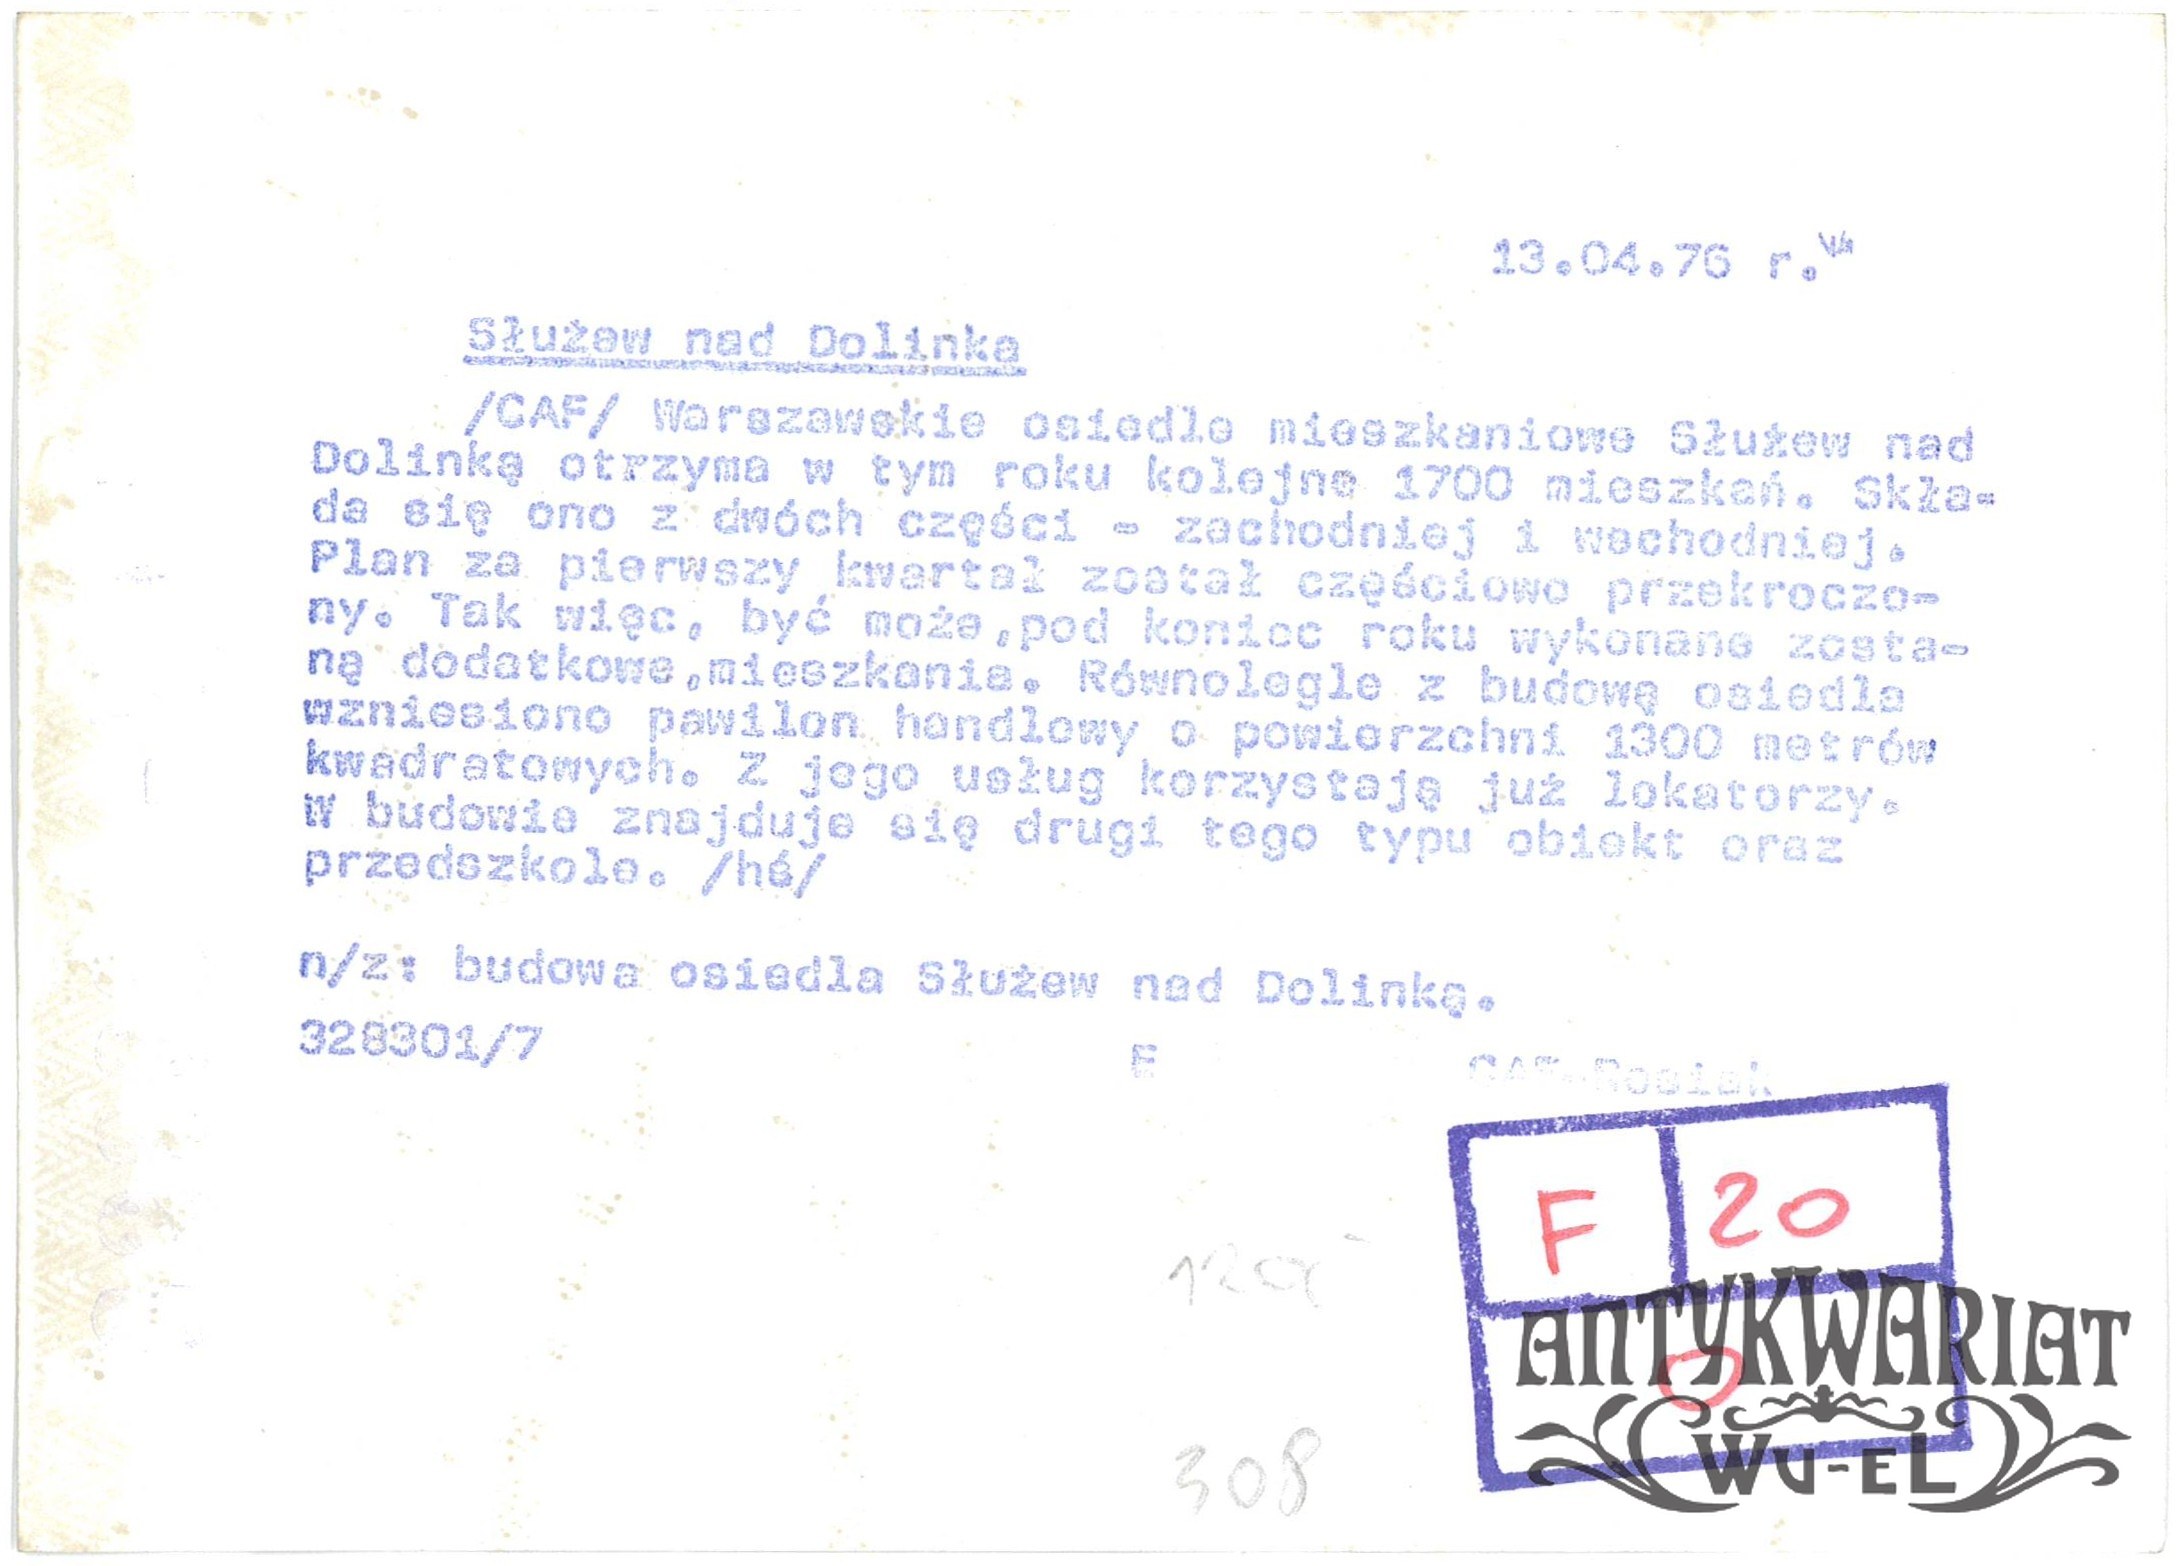 13.04.76 r.
Służew nad Dolinka
/CAF/ Warszawskie osiedle mieszkaniowe Służew nad
Dolinką otrzyma w tym roku kolejne 1700 mieszkań. Skła-
da się ono z dwóch części - zachodniej i wschodniej.
Plan za pierwszy kwartał został częściowo przekroczo-
ny. Tak więc, być może,pod koniec roku wykonane zosta-
ną dodatkowe,mieszkania. Równolegle z budową osiedla
wzniesiono pawilon handlowy o powierzchni 1300 metrów
kwadratowych. Z jego usług korzystają już lokatorzy.
W budowie znajduje się drugi tego typu obiekt oraz
przedszkole. /hś/
n/z: budowa osiedla Służew nad Dolinką.
328301/7 E CAF-Rosiak
F 20
O
308
ANTYKWARIAT
WU-EL